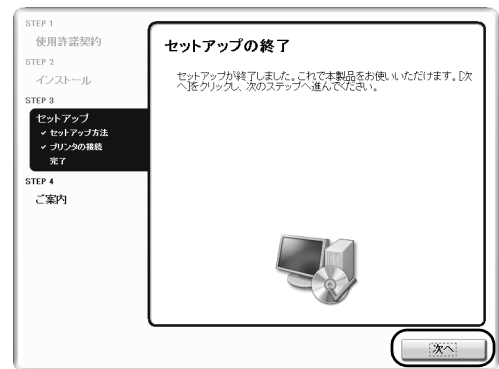 STEP 1
使用許諾契約
STEP 2
インストール
STEP 3
セットアップ
✓ セットアップ方法
✓ プリンタの接続
完了
STEP 4
ご案内
セットアップの終了
セットアップが終了しました。これで本製品をお使いいただけます。[次
へ]をクリックし、次のステップへ進んでください。
次へ